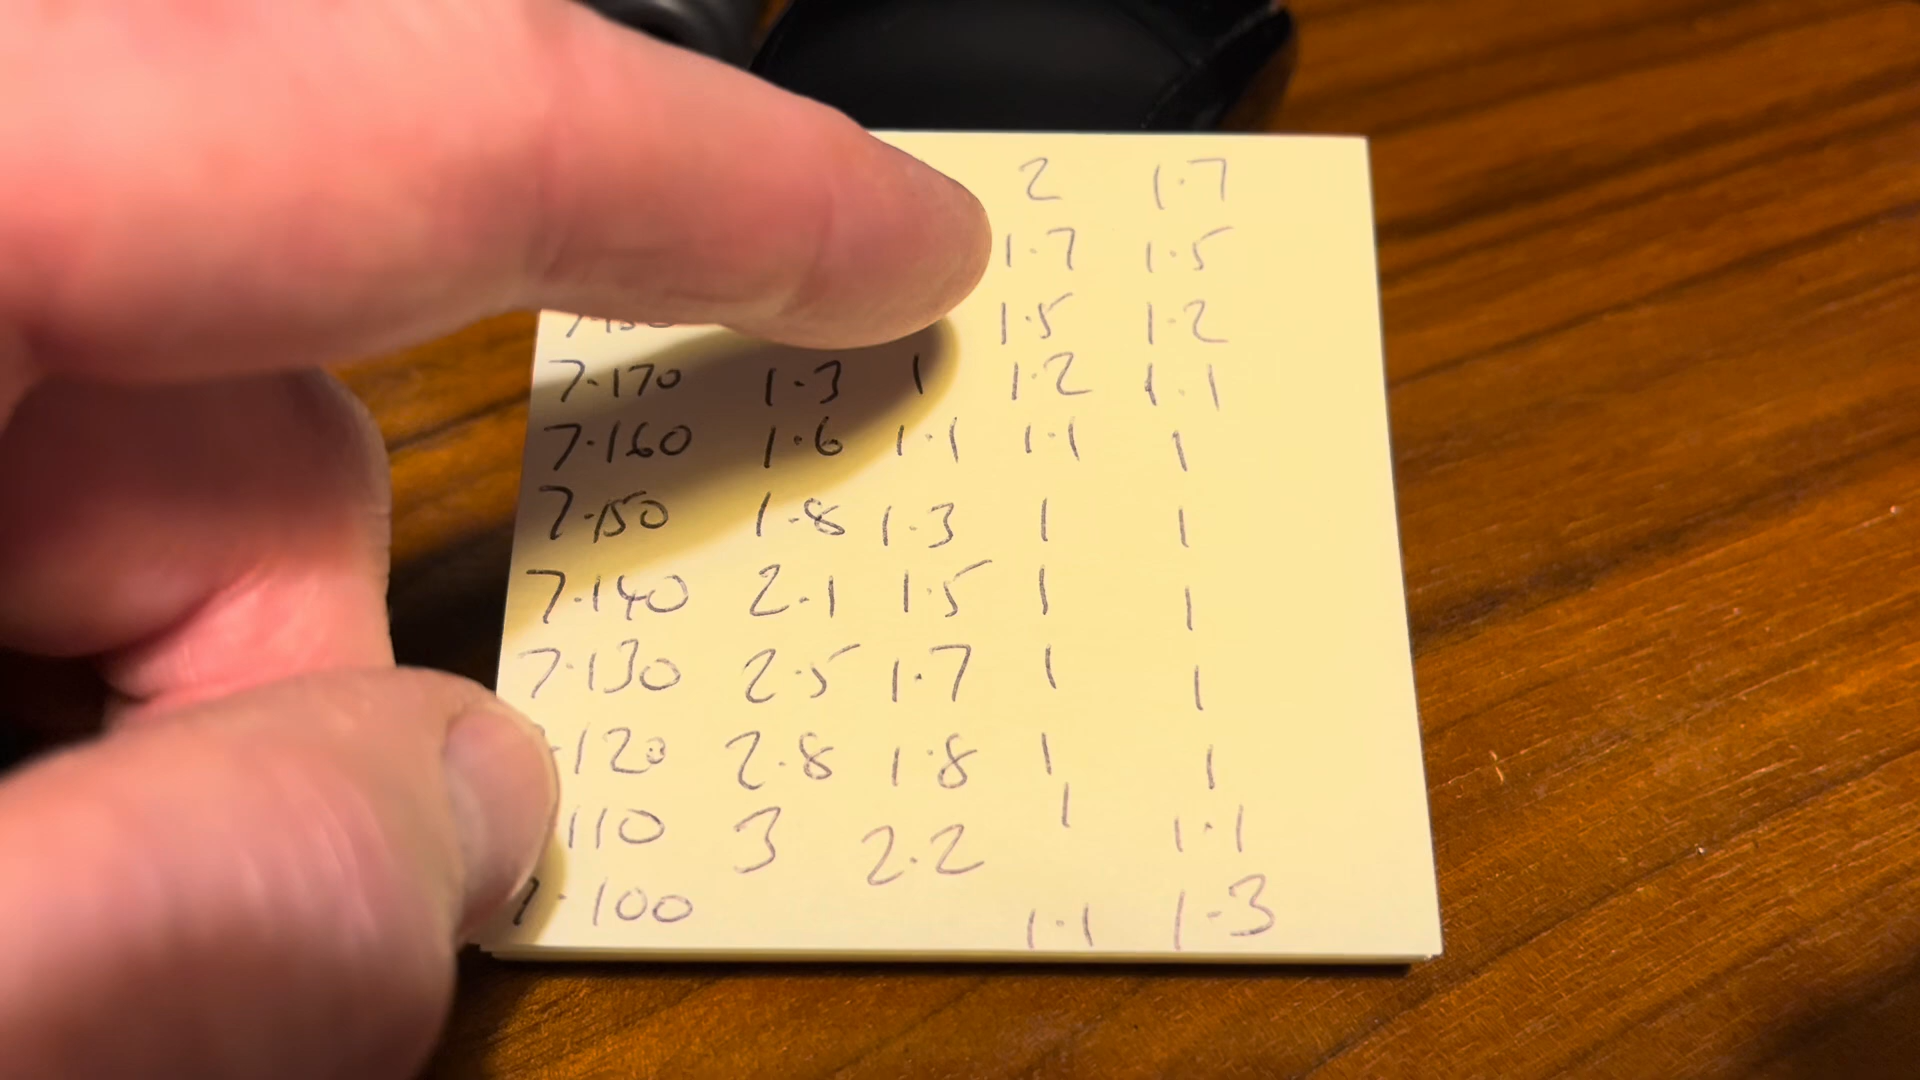 2 1.7
1.7 1.5
1.5 1.2
7.170 1.3 1 1.2 1.1
7.160 1.6 1.1 1.1 1
7.150 1.8 1.3 1 1
7.140 2.1 1.5 1 1
7.130 2.5 1.7 1 1
120 2.8 1.8 1 1
110 3 2.2 1 1.1
7.100 1.1 1.3